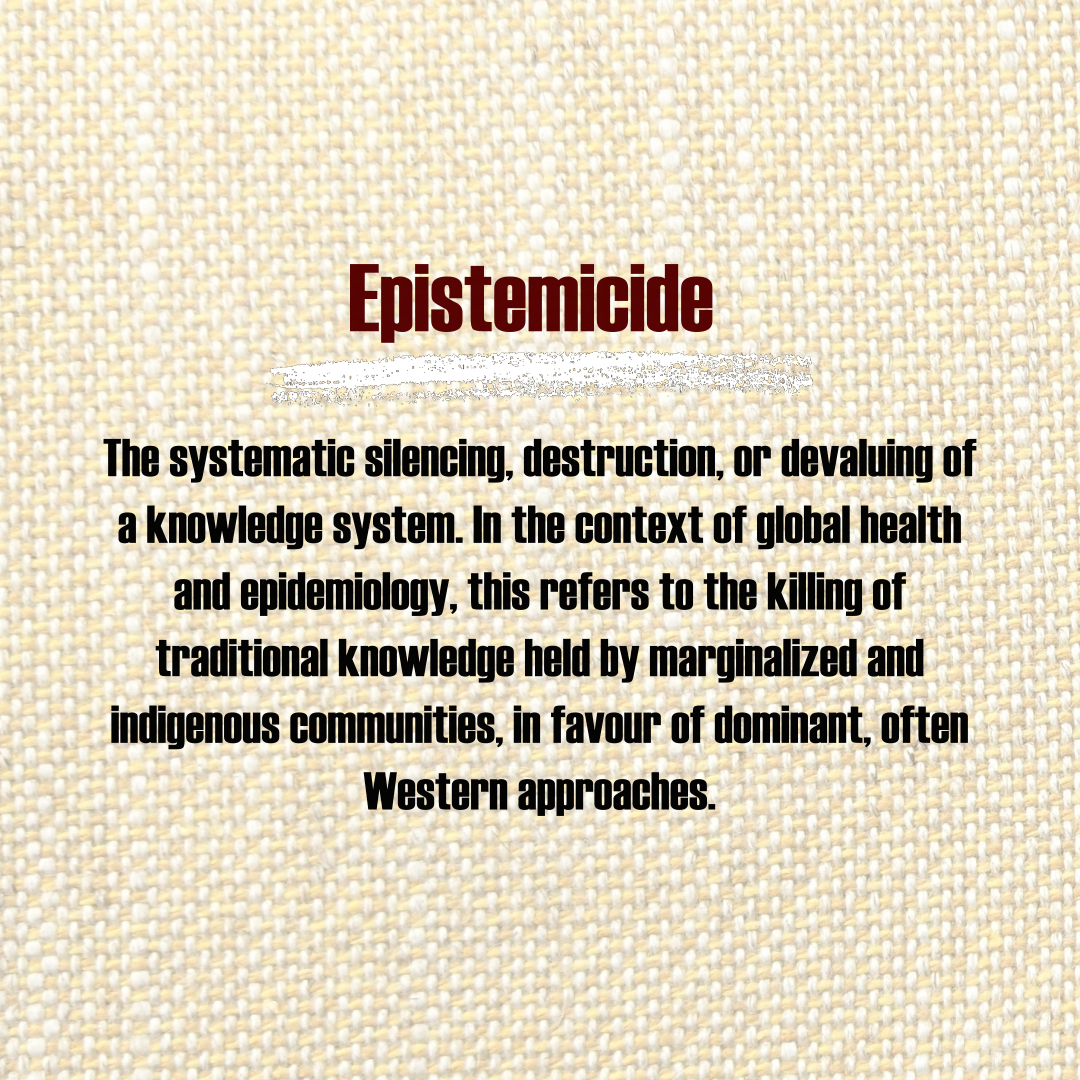 Epistemicide
The systematic silencing, destruction, or devaluing of
a knowledge system. In the context of global health
and epidemiology, this refers to the killing of
traditional knowledge held by marginalized and
indigenous communities, in favour of dominant, often
Western approaches.